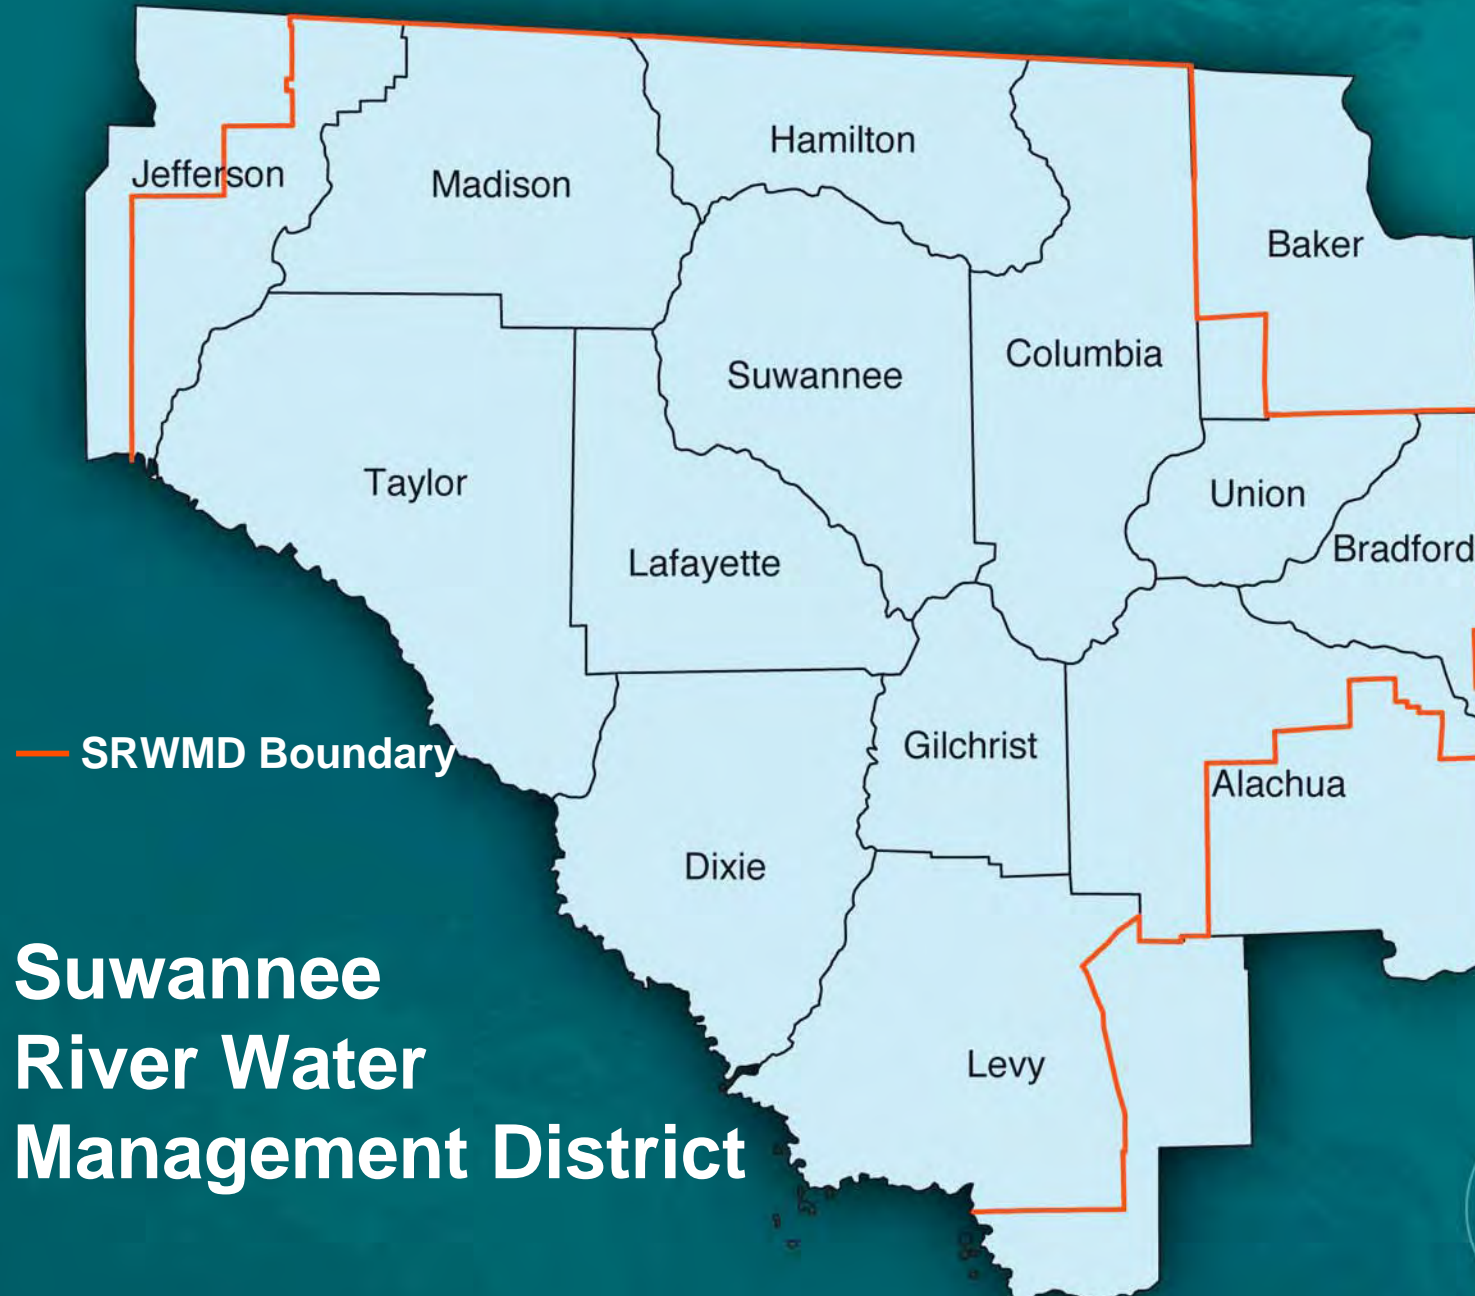 Hamilton
Jefferson
Madison
Baker
Columbia
Suwannee
Taylor
Union
Bradford
Lafayette
SRWMD Boundary
Gilchrist
Alachua
Dixie
Suwannee
River Water
Management District
Levy